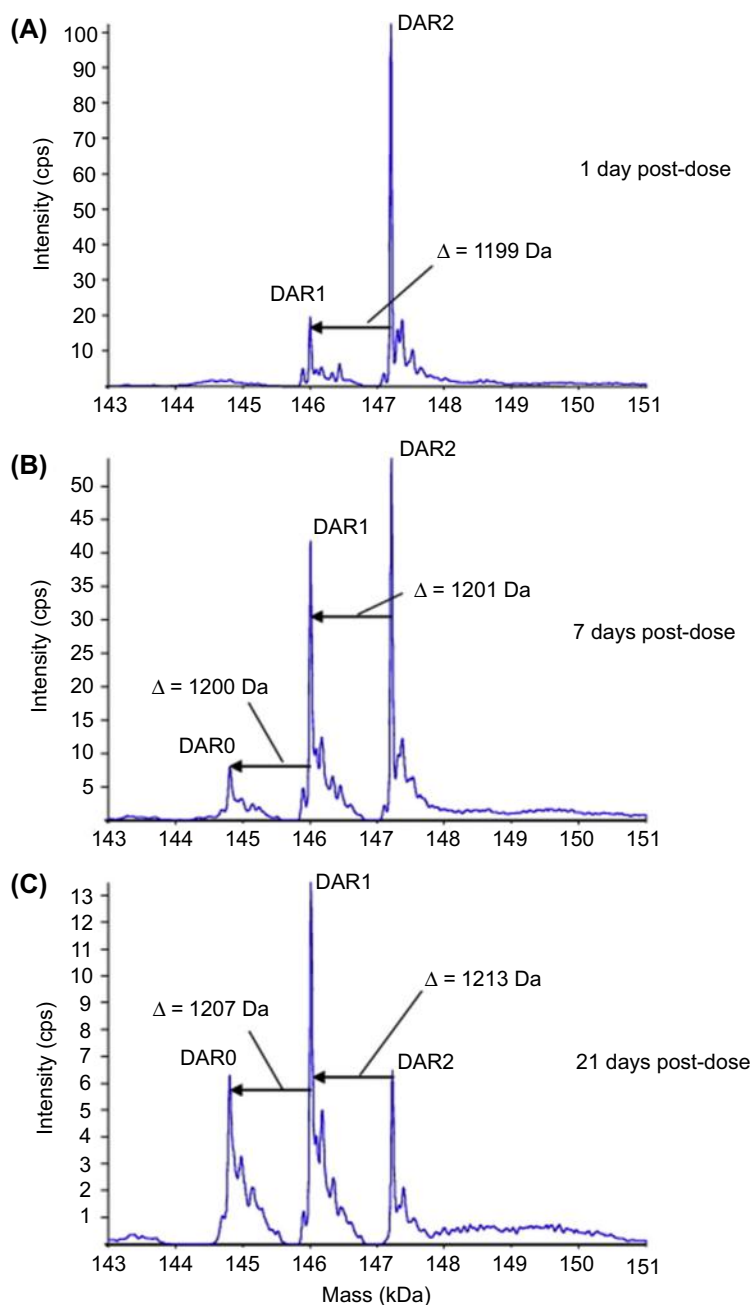 (A)
DAR2
100
90
80
70
60
50
40
30
20
10
Intensity (cps)
1 day post-dose
Δ = 1199 Da
DAR1
143 144 145 146 147 148 149 150 151
(B)
DAR2
50
45
40
35
30
25
20
15
10
5
Intensity (cps)
DAR1
Δ = 1201 Da
7 days post-dose
Δ = 1200 Da
DAR0
143 144 145 146 147 148 149 150 151
(C)
DAR1
13
12
11
10
9
8
7
6
5
4
3
2
1
Intensity (cps)
Δ = 1213 Da
Δ = 1207 Da
DAR0
DAR2
21 days post-dose
143 144 145 146 147 148 149 150 151
Mass (kDa)